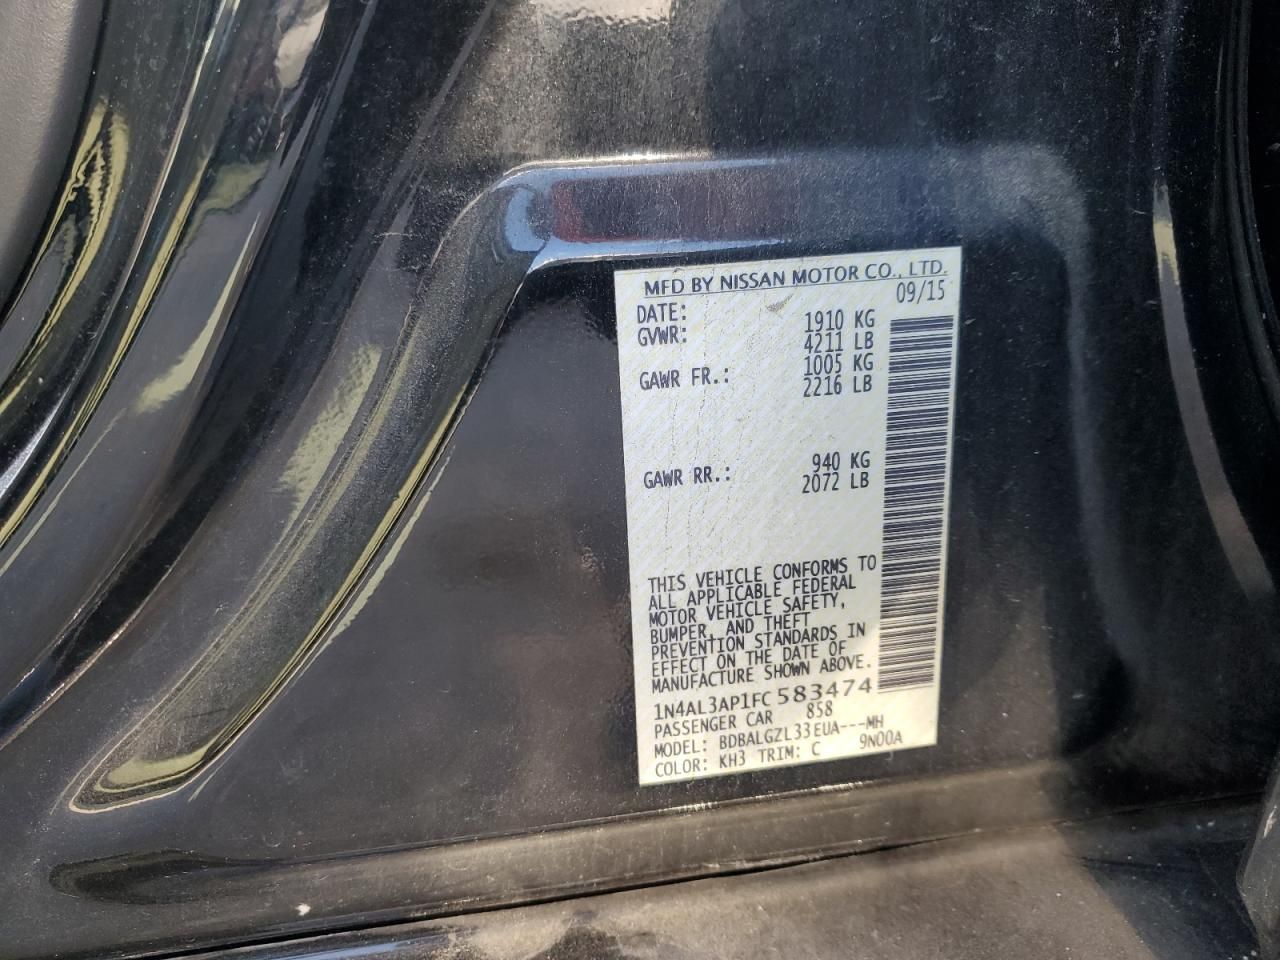 MFD BY NISSAN MOTOR CO., LTD.
DATE: 09/15
GVWR: 1910 KG
4211 LB
GAWR FR.: 1005 KG
2216 LB
GAWR RR.: 940 KG
2072 LB
THIS VEHICLE CONFORMS TO
ALL APPLICABLE FEDERAL
MOTOR VEHICLE SAFETY,
BUMPER, AND THEFT
PREVENTION STANDARDS IN
EFFECT ON THE DATE OF
MANUFACTURE SHOWN ABOVE.
1N4AL3AP1FC 583474
PASSENGER CAR 858
MODEL: BDBALGZL33EUA---MH
COLOR: KH3 TRIM: C 9N00A